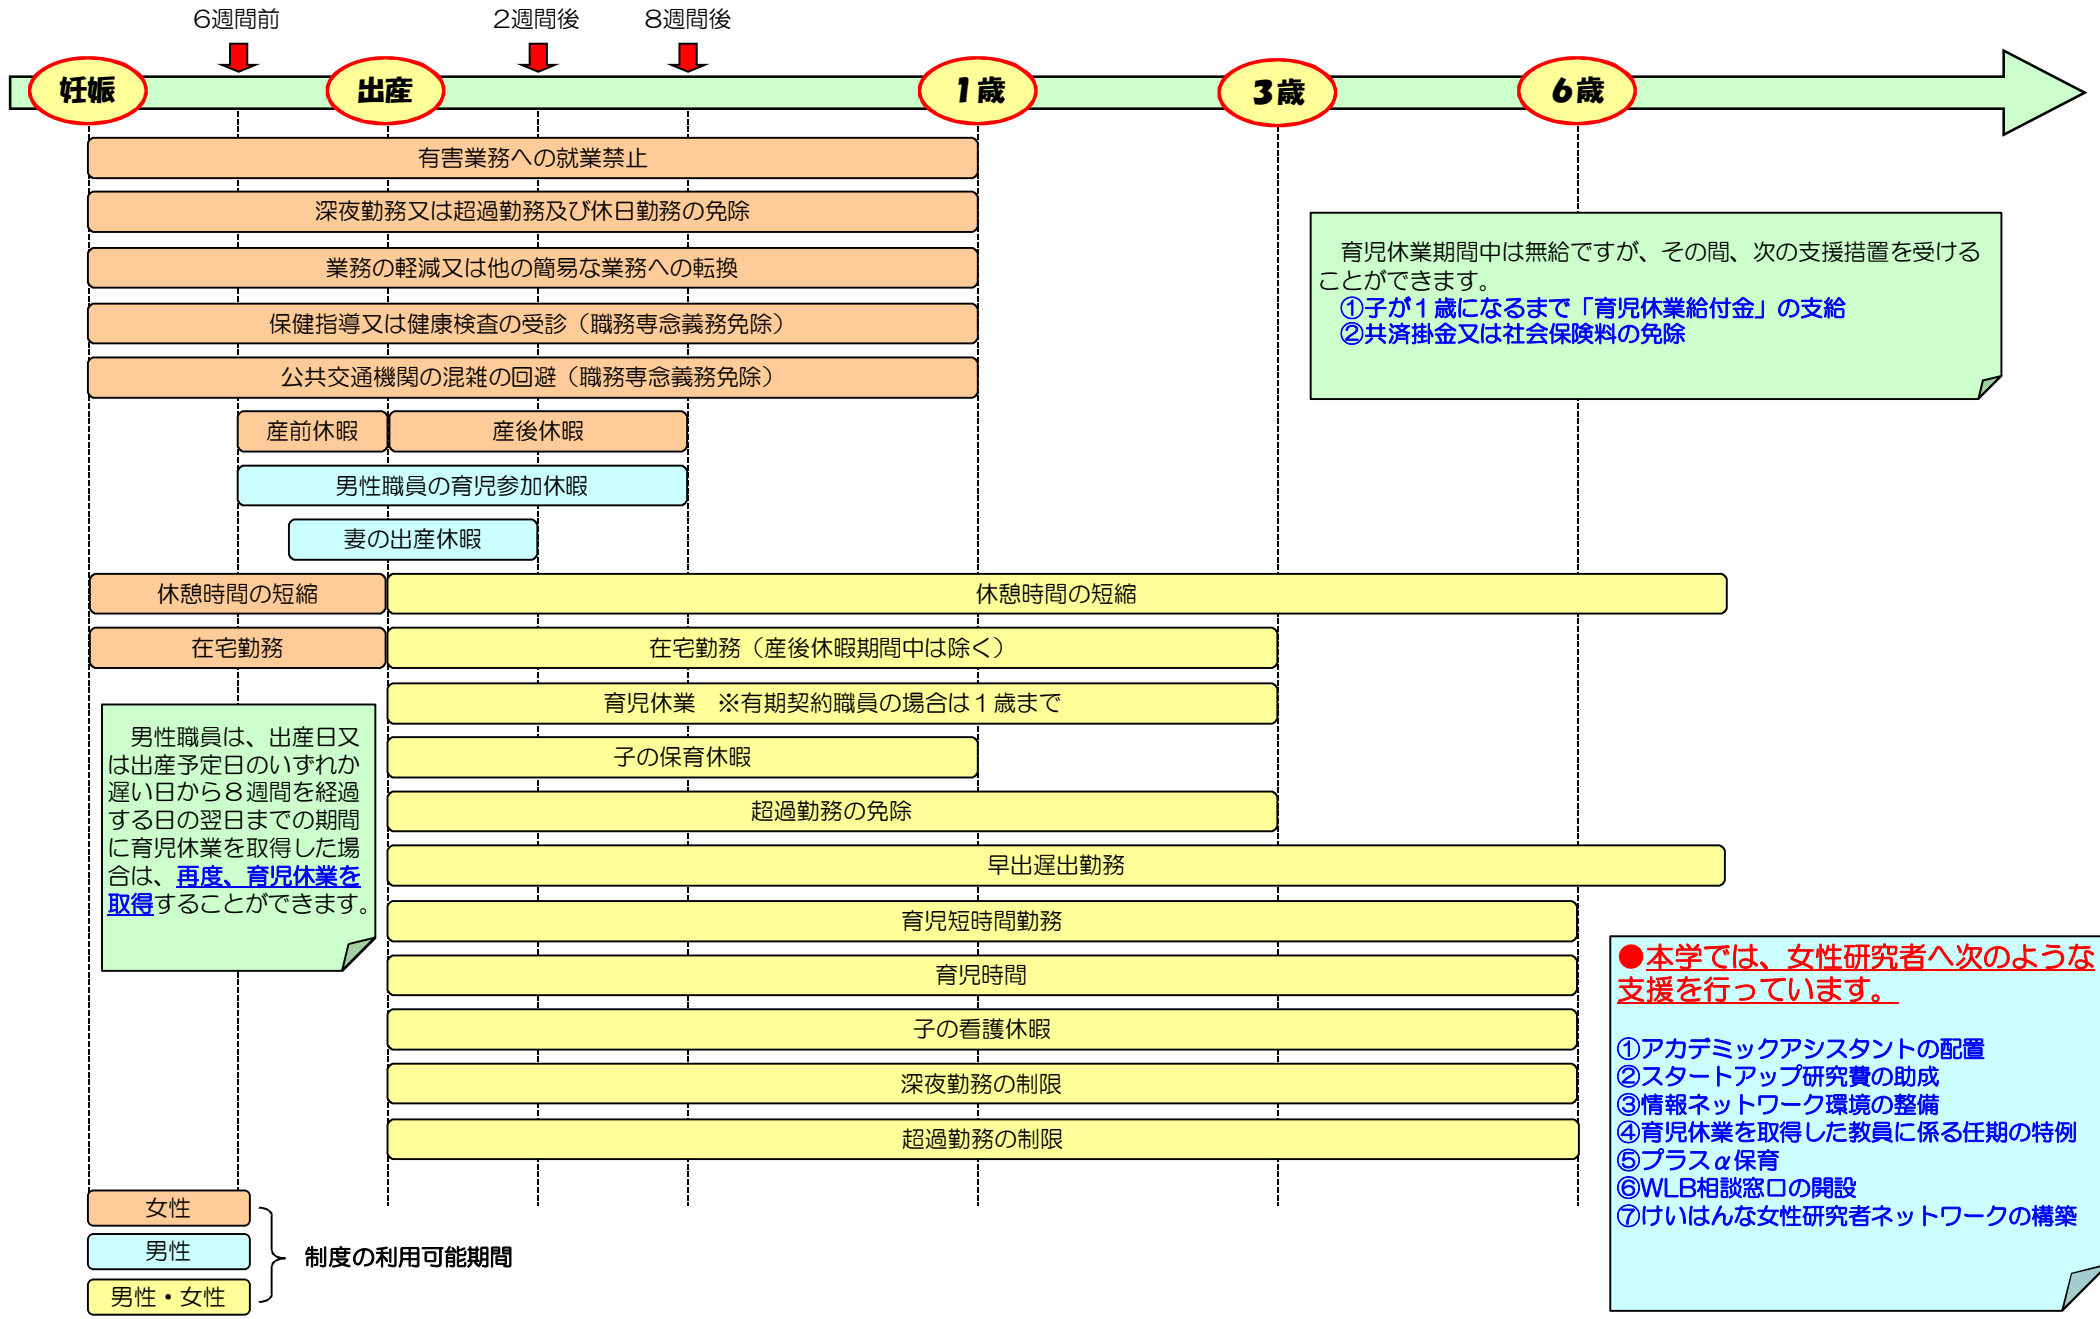 6週間前
2週間後
8週間後
妊娠
出産
1歳
3歳
6歳
有害業務への就業禁止
深夜勤務又は超過勤務及び休日勤務の免除
業務の軽減又は他の簡易な業務への転換
保健指導又は健康検査の受診（職務専念義務免除）
公共交通機関の混雑の回避（職務専念義務免除）
育児休業期間中は無給ですが、その間、次の支援措置を受ける
ことができます。
①子が１歳になるまで「育児休業給付金」の支給
②共済掛金又は社会保険料の免除
産前休暇
産後休暇
男性職員の育児参加休暇
妻の出産休暇
休憩時間の短縮
休憩時間の短縮
在宅勤務
在宅勤務（産後休暇期間中は除く）
育児休業　※有期契約職員の場合は１歳まで
子の保育休暇
超過勤務の免除
早出遅出勤務
育児短時間勤務
育児時間
子の看護休暇
深夜勤務の制限
超過勤務の制限
男性職員は、出産日又
は出産予定日のいずれか
遅い日から８週間を経過
する日の翌日までの期間
に育児休業を取得した場
合は、再度、育児休業を
取得することができます。
●本学では、女性研究者へ次のような
支援を行っています。
①アカデミックアシスタントの配置
②スタートアップ研究費の助成
③情報ネットワーク環境の整備
④育児休業を取得した教員に係る任期の特例
⑤プラスα保育
⑥WLB相談窓口の開設
⑦けいはんな女性研究者ネットワークの構築
女性
男性
男性・女性
制度の利用可能期間